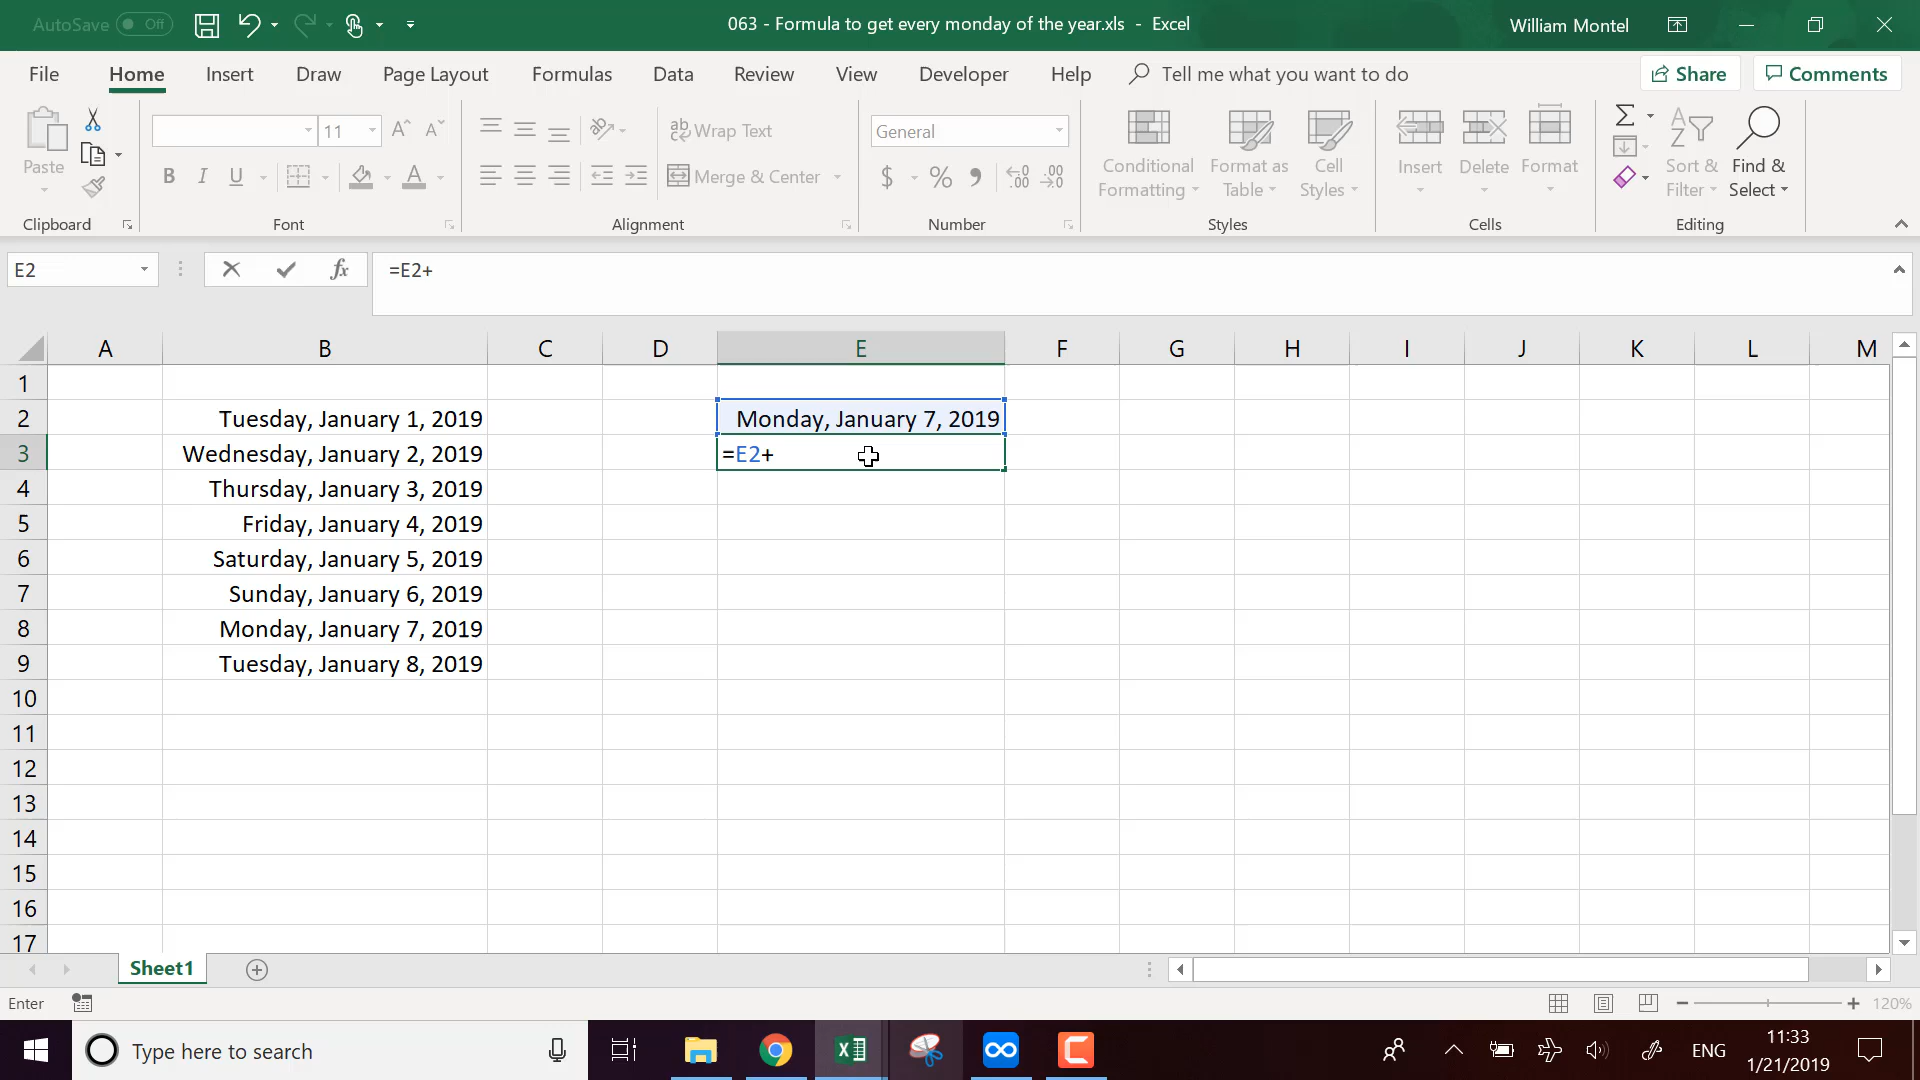 AutoSave Off
063 - Formula to get every monday of the year.xls - Excel
William Montel
File Home Insert Draw Page Layout Formulas Data Review View Developer Help Tell me what you want to do Share Comments
Paste
Clipboard
11
B I U A
Font
Wrap Text
Merge & Center
Alignment
General
$ % 9
Number
Conditional Formatting
Format as Table
Cell Styles
Styles
Insert
Delete
Format
Cells
Sort & Filter
Find & Select
Editing
E2
fx
=E2+
A B C D E F G H I J K L M
1
2 Tuesday, January 1, 2019 Monday, January 7, 2019
3 Wednesday, January 2, 2019 =E2+
4 Thursday, January 3, 2019
5 Friday, January 4, 2019
6 Saturday, January 5, 2019
7 Sunday, January 6, 2019
8 Monday, January 7, 2019
9 Tuesday, January 8, 2019
10
11
12
13
14
15
16
17
Sheet1
Enter
120%
Type here to search
ENG
11:33
1/21/2019